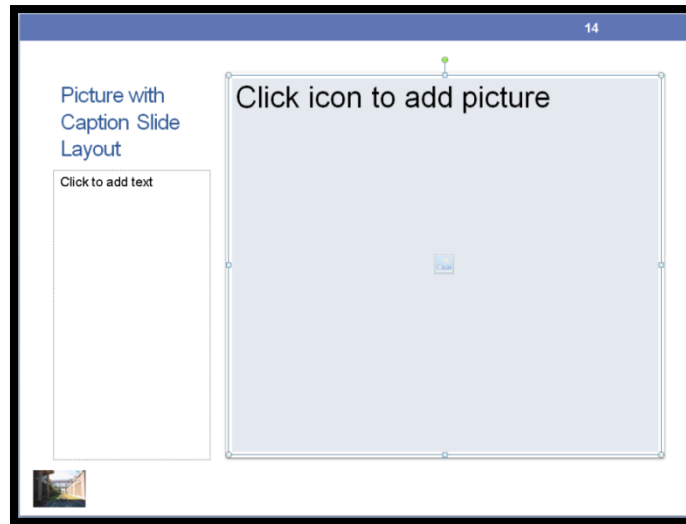 14
Picture with
Caption Slide
Layout
Click to add text
Click icon to add picture